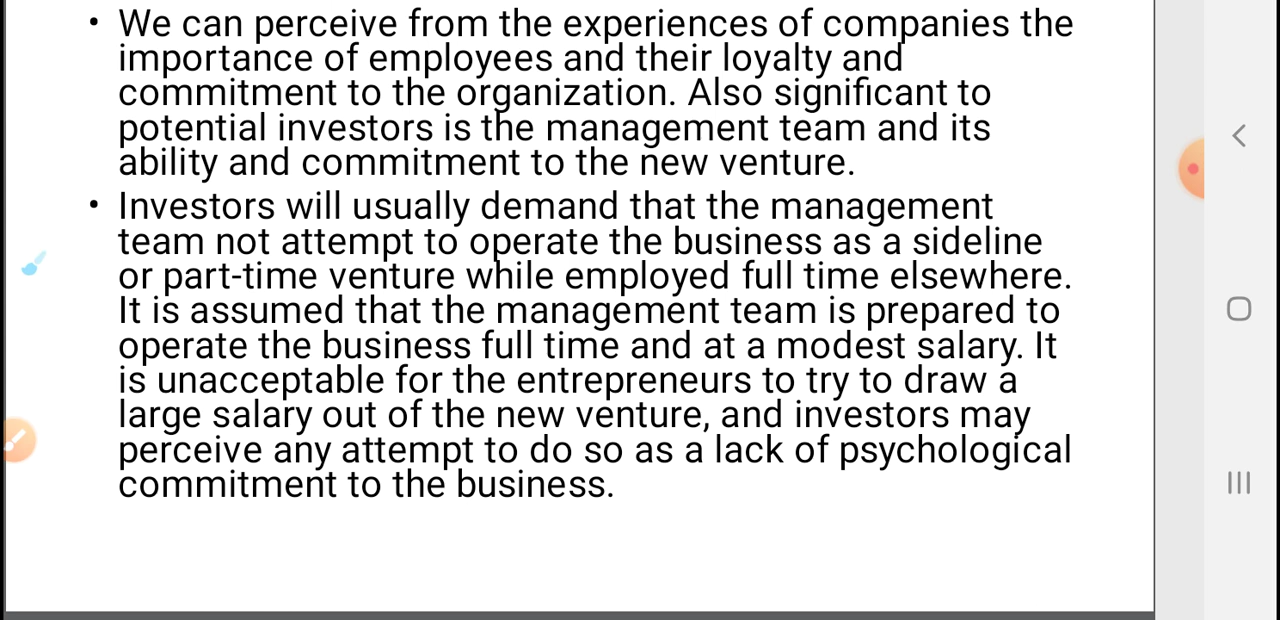 • We can perceive from the experiences of companies the
importance of employees and their loyalty and
commitment to the organization. Also significant to
potential investors is the management team and its
ability and commitment to the new venture.
• Investors will usually demand that the management
team not attempt to operate the business as a sideline
or part-time venture while employed full time elsewhere.
It is assumed that the management team is prepared to
operate the business full time and at a modest salary. It
is unacceptable for the entrepreneurs to try to draw a
large salary out of the new venture, and investors may
perceive any attempt to do so as a lack of psychological
commitment to the business.